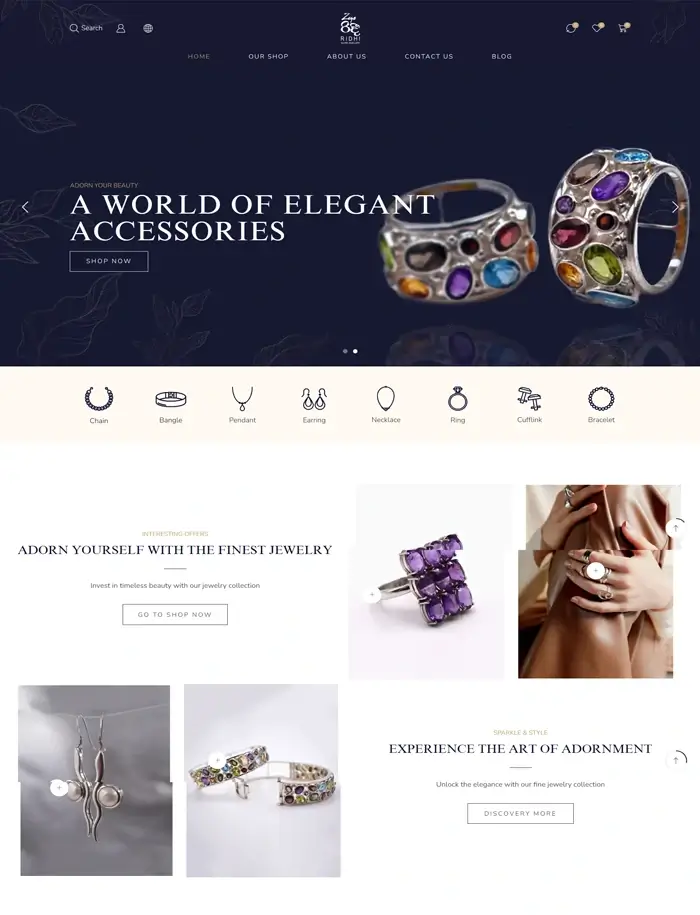 Search
RIDHI
HOME
OUR SHOP
ABOUT US
CONTACT US
BLOG
ADORN YOUR BEAUTY
A WORLD OF ELEGANT
ACCESSORIES
SHOP NOW
Chain
Bangle
Pendant
Earring
Necklace
Ring
Cufflink
Bracelet
INTERESTING OFFERS
ADORN YOURSELF WITH THE FINEST JEWELRY
Invest in timeless beauty with our jewelry collection
GO TO SHOP NOW
SPARKLE & STYLE
EXPERIENCE THE ART OF ADORNMENT
Unlock the elegance with our fine jewelry collection
DISCOVERY MORE